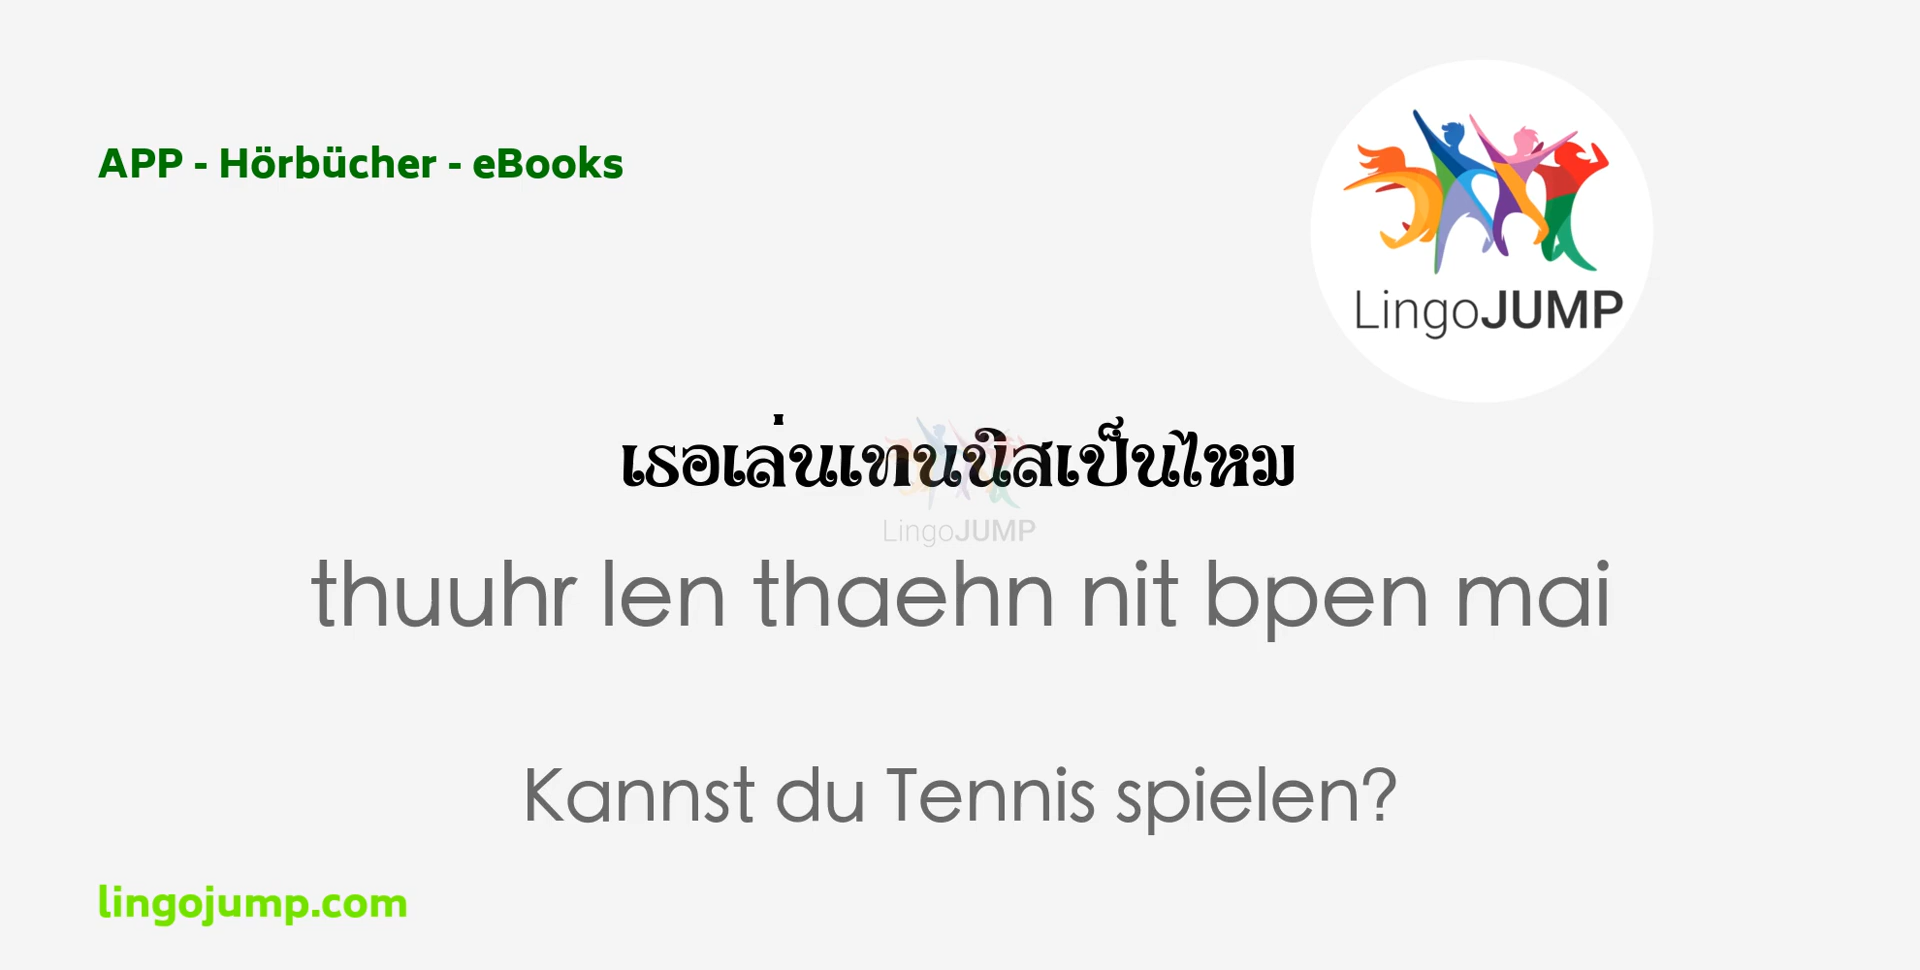 APP - Hörbücher - eBooks
LingoJUMP
เธอเล่นเทนนิสเป็นไหม
LingoJUMP
thuuhr len thaehn nit bpen mai
Kannst du Tennis spielen?
lingojump.com